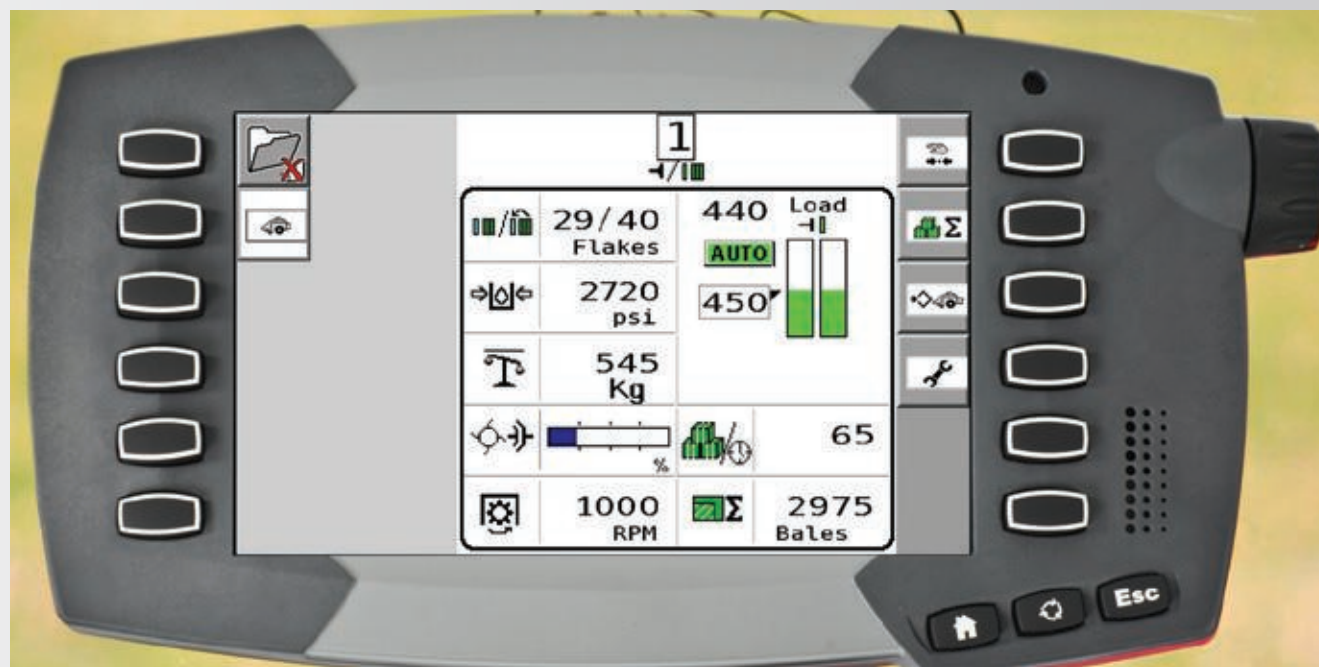 1
29/40
Flakes
440
Load
AUTO
2720
psi
450
545
Kg
%
65
1000
RPM
Σ
2975
Bales
Σ
Esc